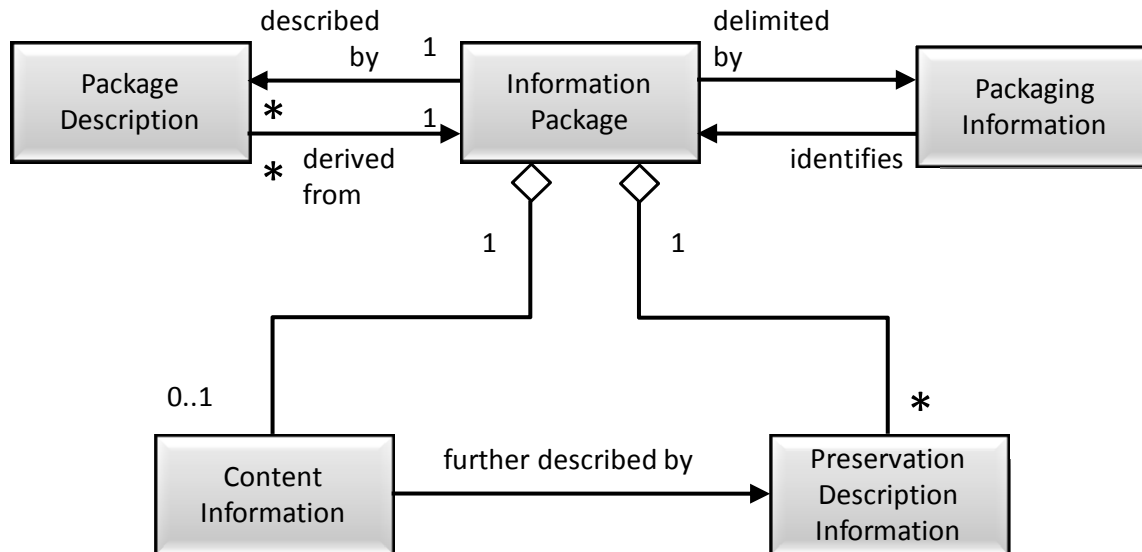 described
by
1
delimited
by
Package
Description
Information
Package
Packaging
Information
*
1
*
derived
from
identifies
1
1
0..1
*
further described by
Content
Information
Preservation
Description
Information